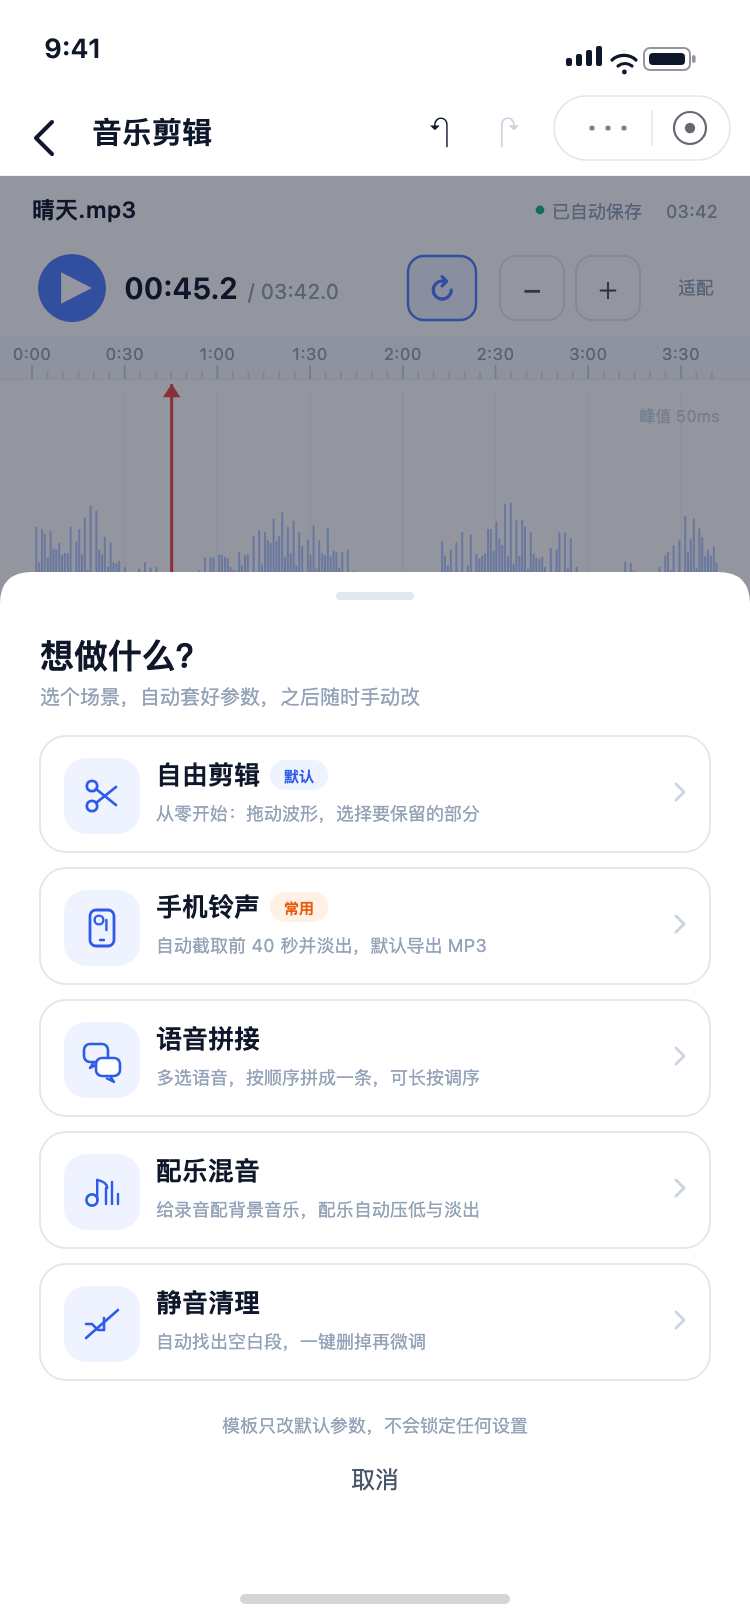 9:41
音乐剪辑
晴天.mp3
已自动保存 03:42
00:45.2 / 03:42.0
适配
0:00 0:30 1:00 1:30 2:00 2:30 3:00 3:30
峰值 50ms
想做什么?
选个场景，自动套好参数，之后随时手动改
自由剪辑 默认
从零开始：拖动波形，选择要保留的部分
手机铃声 常用
自动截取前 40 秒并淡出，默认导出 MP3
语音拼接
多选语音，按顺序拼成一条，可长按调序
配乐混音
给录音配背景音乐，配乐自动压低与淡出
静音清理
自动找出空白段，一键删掉再微调
模板只改默认参数，不会锁定任何设置
取消